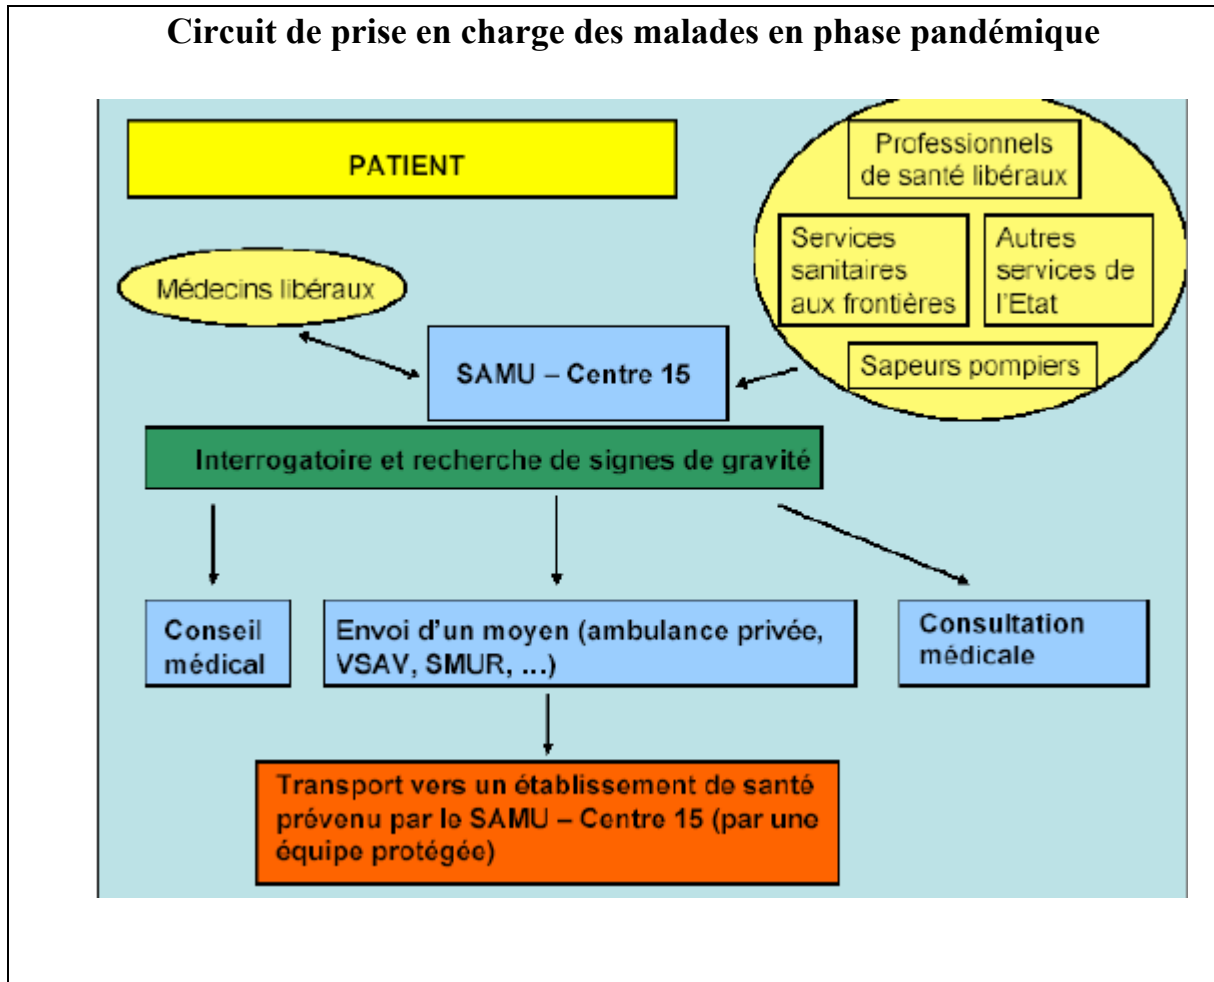 Circuit de prise en charge des malades en phase pandémique
PATIENT
Professionnels
de santé libéraux
Services
sanitaires
aux frontières
Autres
services de
l'Etat
Sapeurs pompiers
Médecins libéraux
SAMU – Centre 15
Interrogatoire et recherche de signes de gravité
Conseil
médical
Envoi d'un moyen (ambulance privée,
VSAV, SMUR, ...)
Consultation
médicale
Transport vers un établissement de santé
prévenu par le SAMU – Centre 15 (par une
équipe protégée)